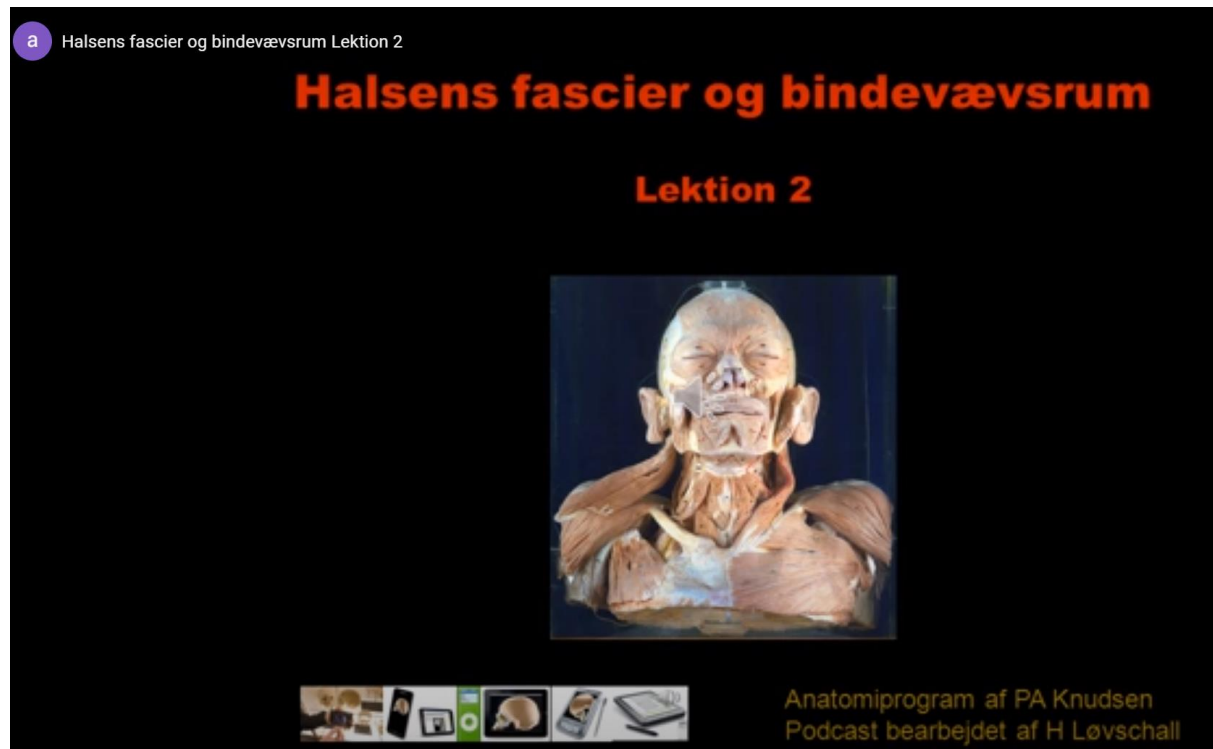 a
Halsens fascier og bindevævsrum Lektion 2
Halsens fascier og bindevævsrum
Lektion 2
Anatomiprogram af PA Knudsen
Podcast bearbejdet af H Løvschall